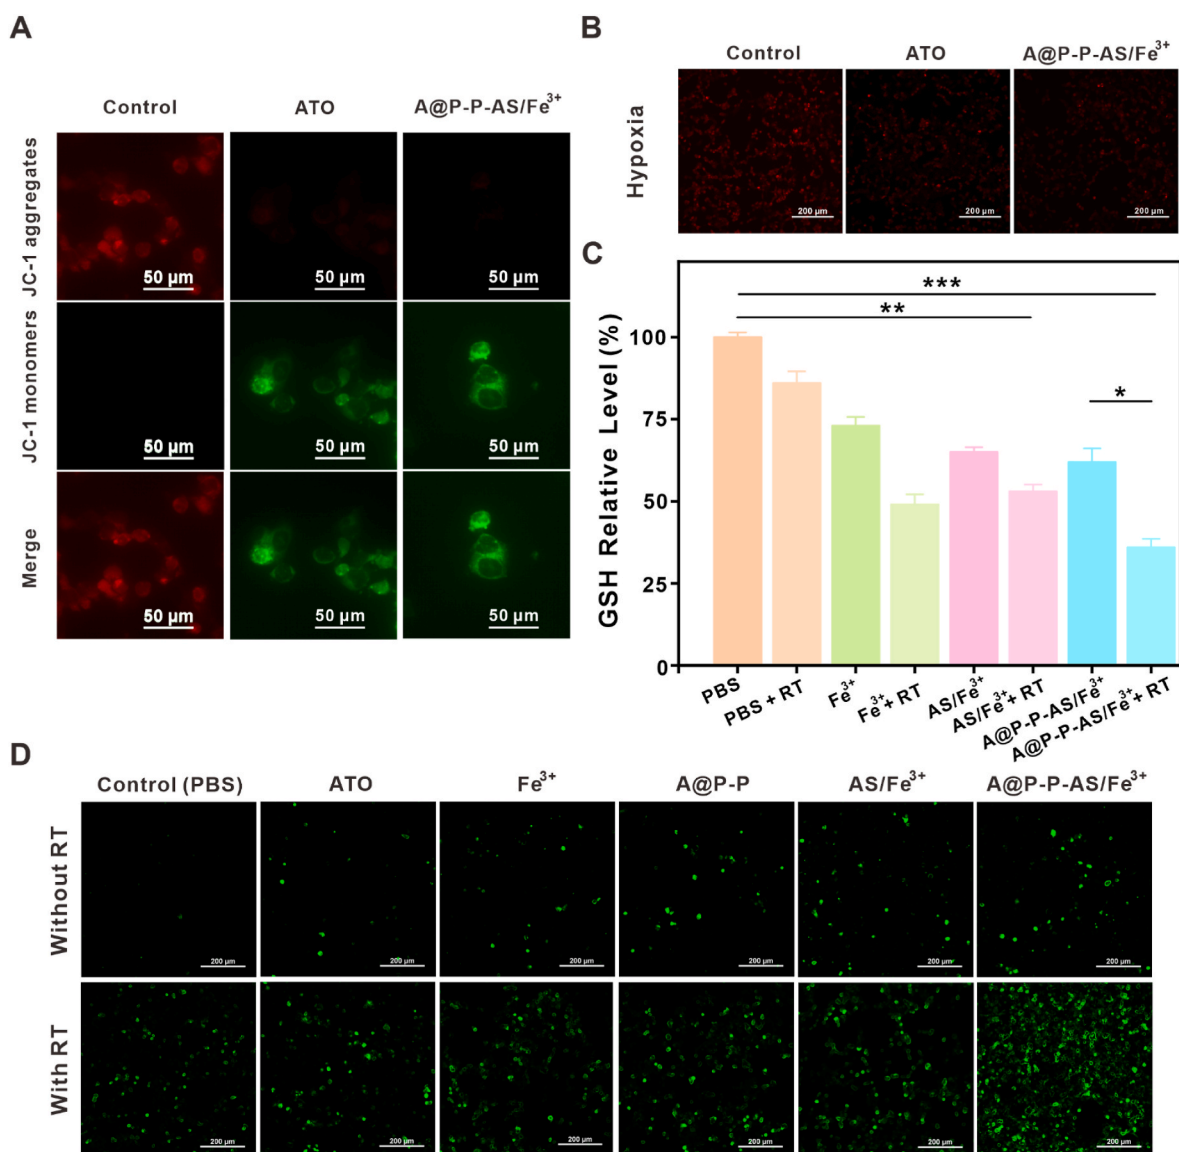 A
Control ATO A@P-P-AS/Fe³⁺
JC-1 aggregates
50 µm 50 µm 50 µm
JC-1 monomers
50 µm 50 µm 50 µm
Merge
50 µm 50 µm 50 µm
B
Control ATO A@P-P-AS/Fe³⁺
Hypoxia
200 µm 200 µm 200 µm
C
GSH Relative Level (%)
100
75
50
25
0
***
**
*
PBS
PBS + RT
Fe³⁺
Fe³⁺+ RT
AS/Fe³⁺
AS/Fe³⁺+ RT
A@P-P-AS/Fe³⁺
A@P-P-AS/Fe³⁺+ RT
D
Control (PBS) ATO Fe³⁺ A@P-P AS/Fe³⁺ A@P-P-AS/Fe³⁺
Without RT
200 µm 200 µm 200 µm 200 µm 200 µm 200 µm
With RT
200 µm 200 µm 200 µm 200 µm 200 µm 200 µm